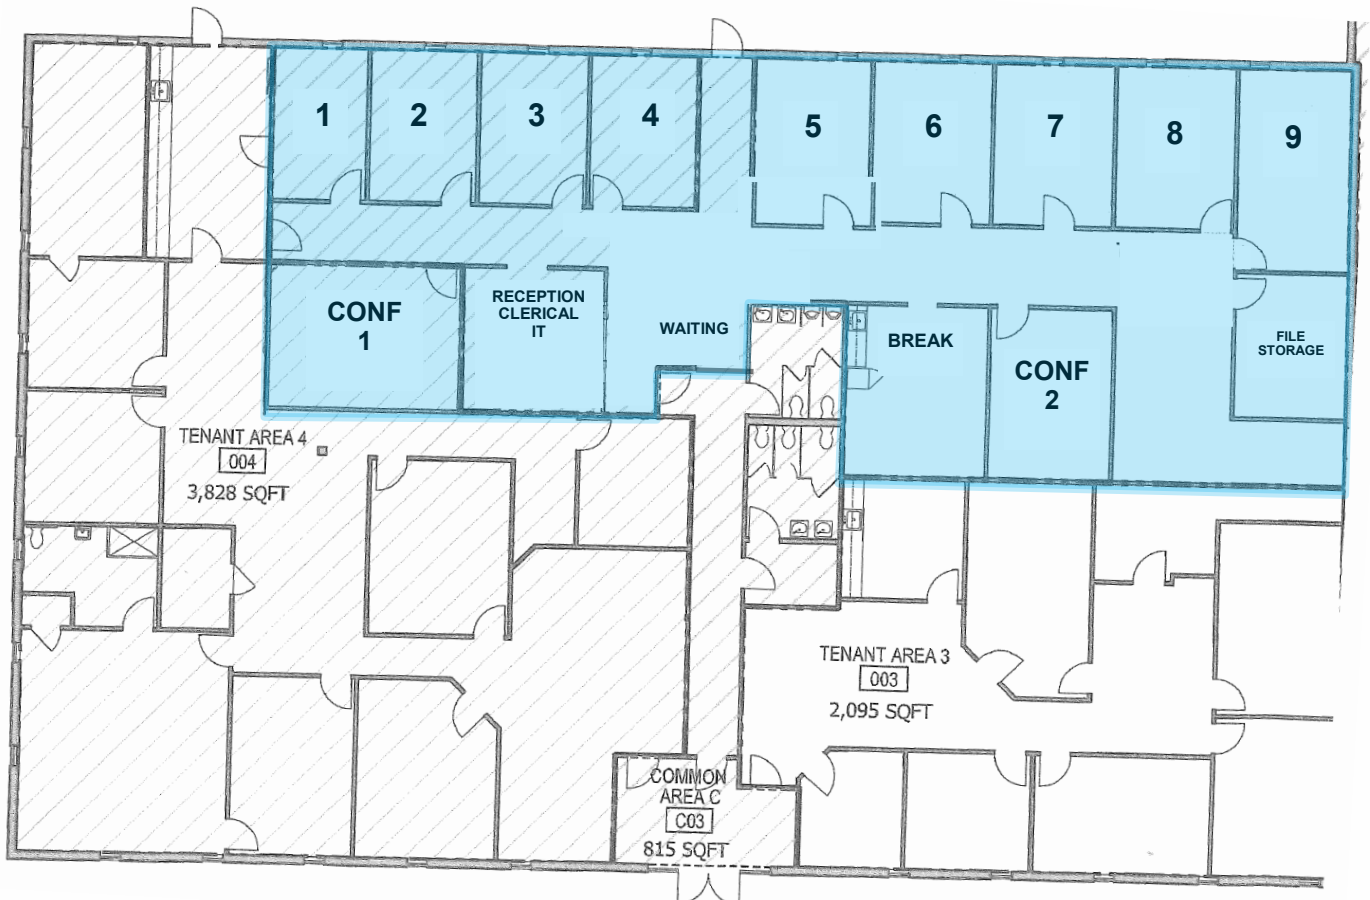 1
2
3
4
5
6
7
8
9
CONF
1
RECEPTION
CLERICAL
IT
WAITING
BREAK
CONF
2
FILE
STORAGE
TENANT AREA 4
004
3,828 SQFT
TENANT AREA 3
003
2,095 SQFT
COMMON
AREA C
C03
815 SQFT